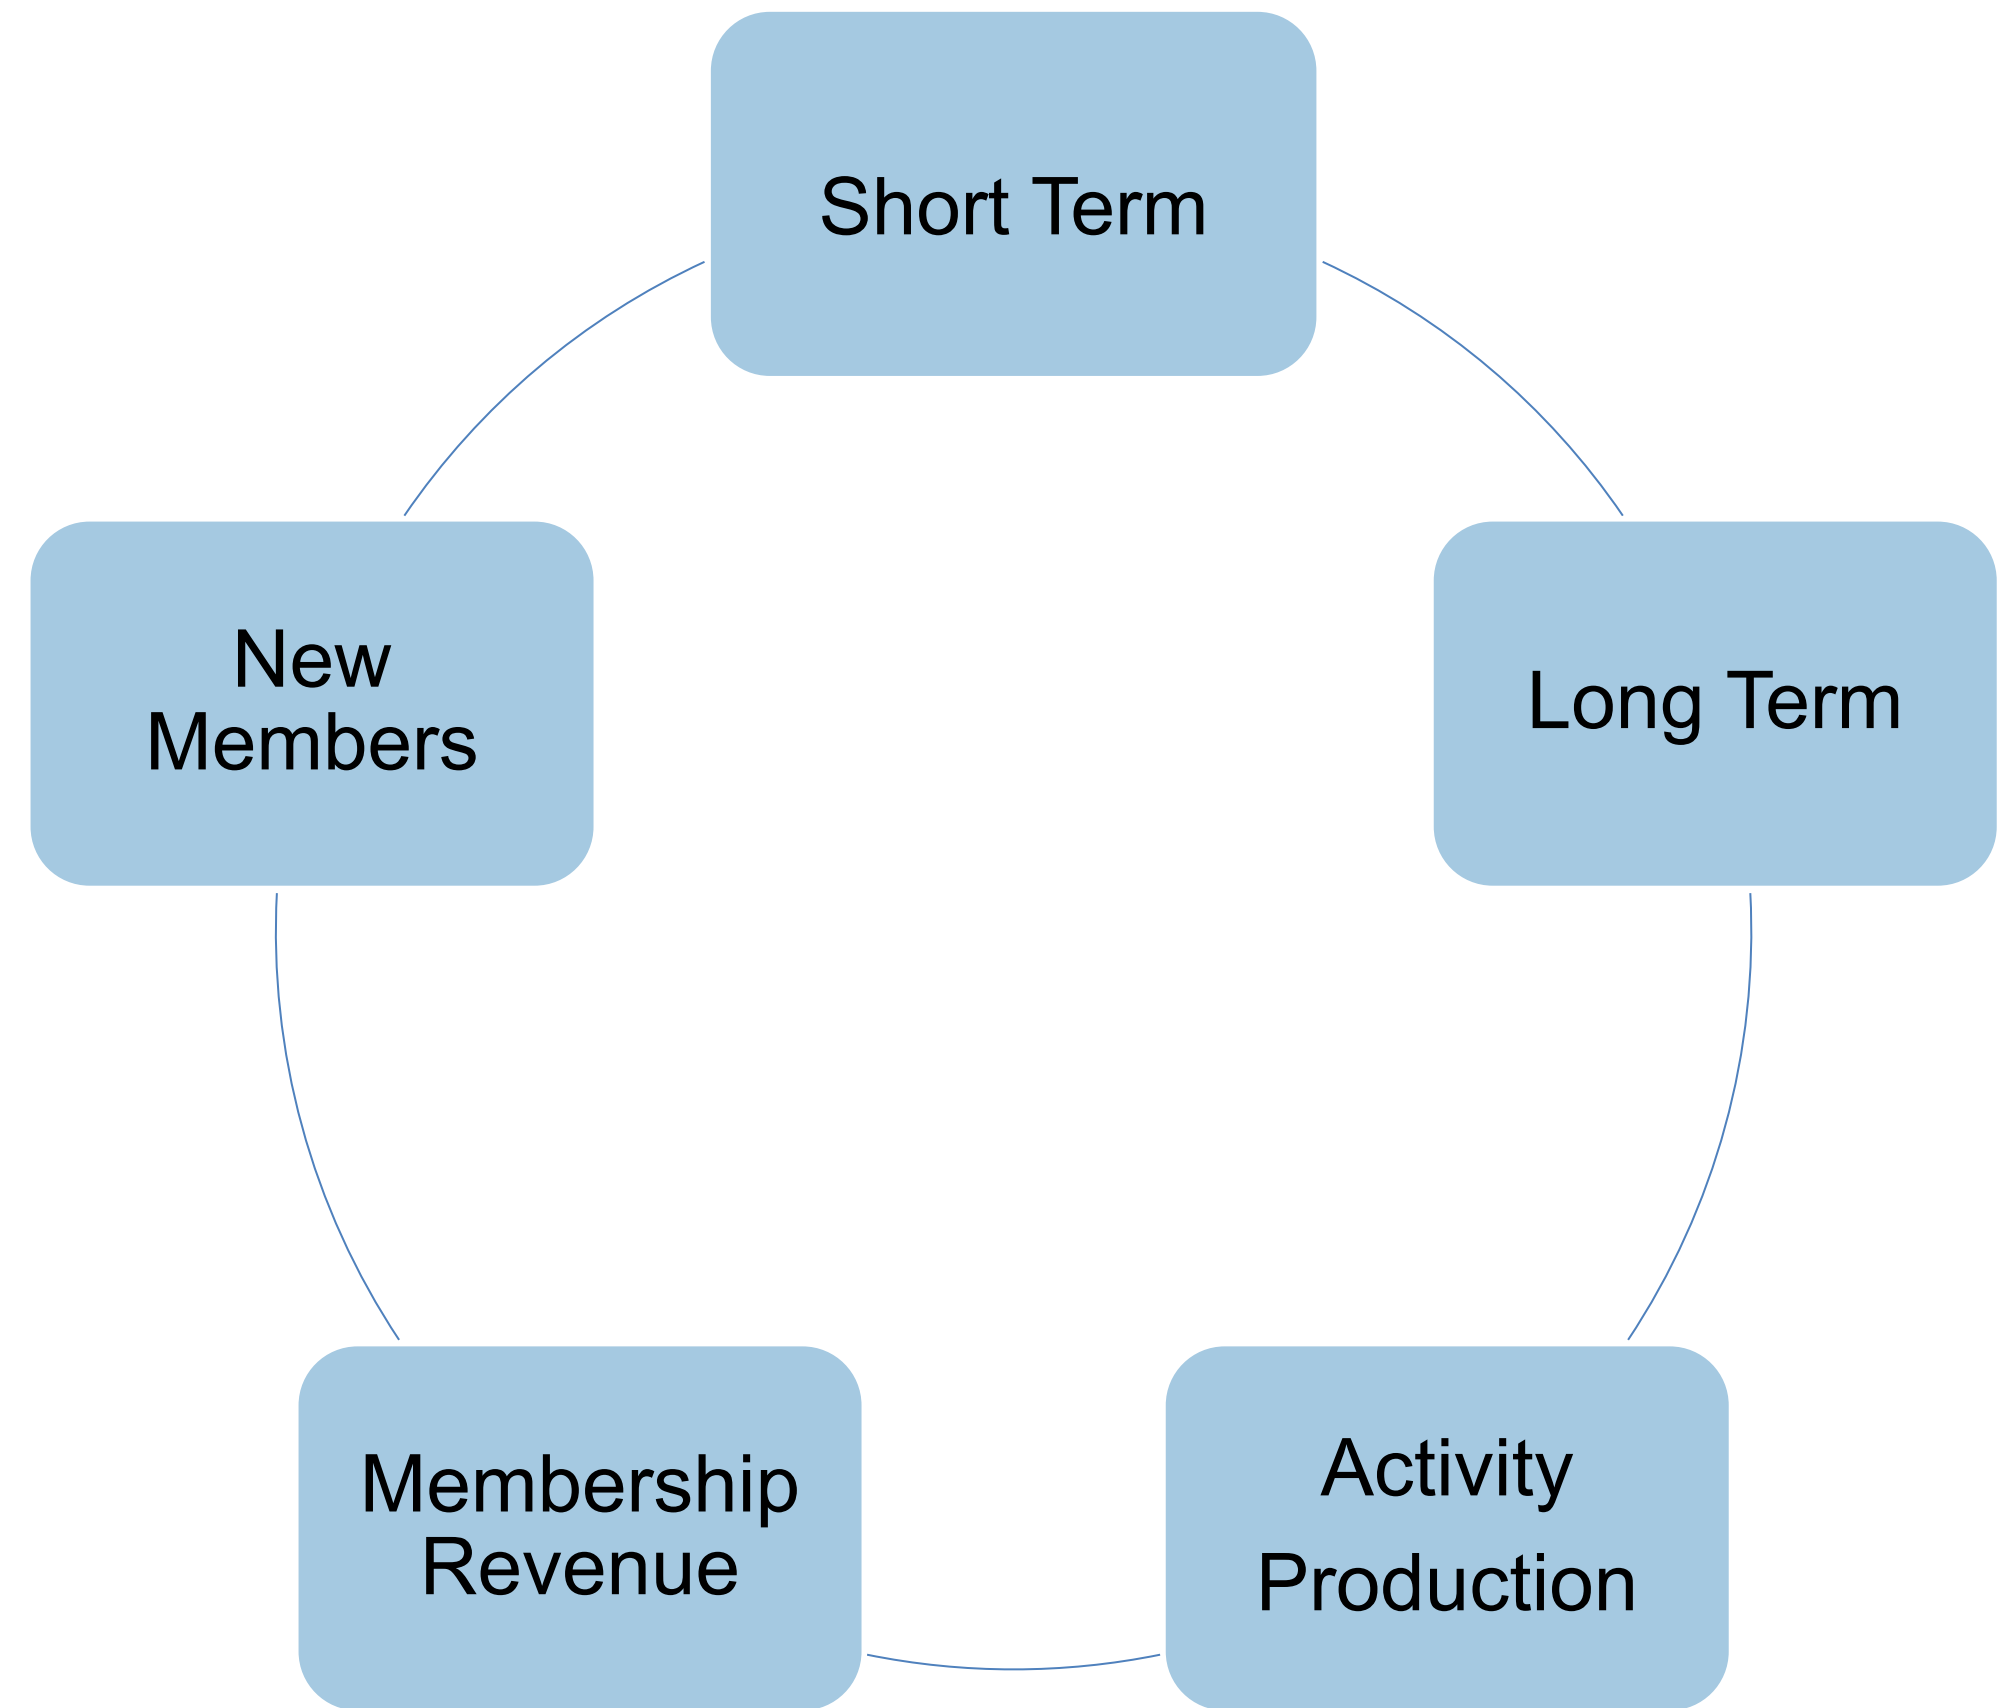 Short Term
Long Term
Activity
Production
Membership
Revenue
New
Members